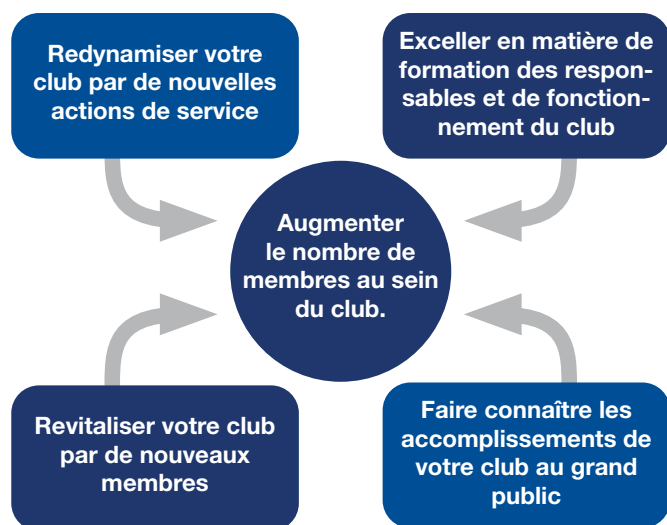 Redynamiser votre
club par de nouvelles
actions de service
Exceller en matière de
formation des respon-
sables et de fonction-
nement du club
Augmenter
le nombre de
membres au sein
du club.
Revitaliser votre club
par de nouveaux
membres
Faire connaître les
accomplissements de
votre club au grand
public